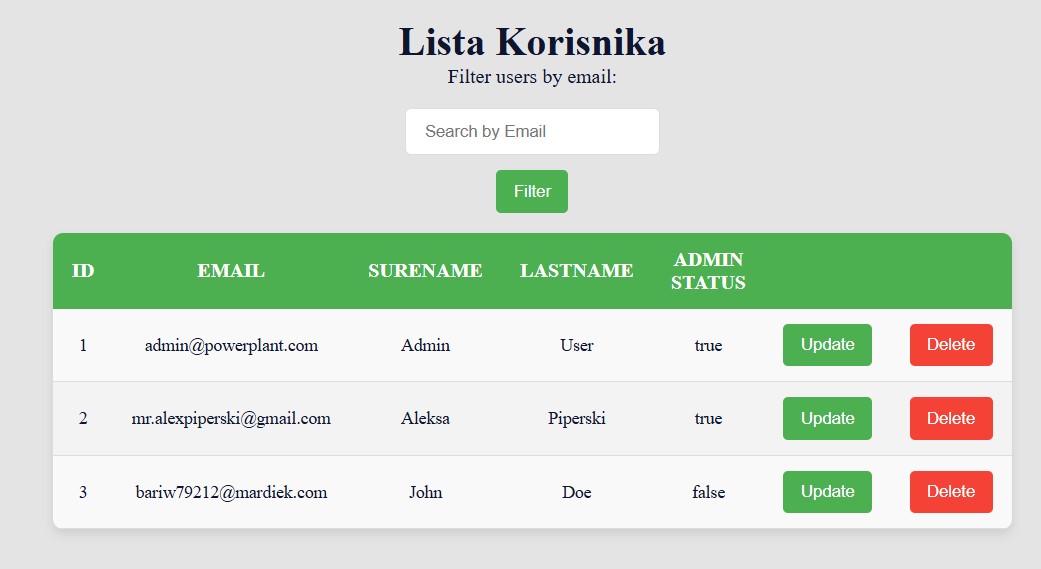 Lista Korisnika
Filter users by email:
Search by Email
Filter
ID EMAIL SURENAME LASTNAME ADMIN STATUS
1 admin@powerplant.com Admin User true Update Delete
2 mr.alexpiperski@gmail.com Aleksa Piperski true Update Delete
3 bariw79212@mardiek.com John Doe false Update Delete